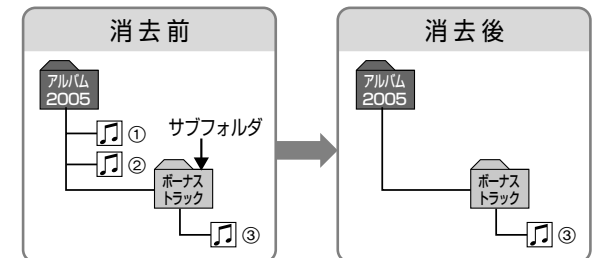 消去前
アルバム
2005
①
②
サブフォルダ
ボーナス
トラック
③
消去後
アルバム
2005
ボーナス
トラック
③